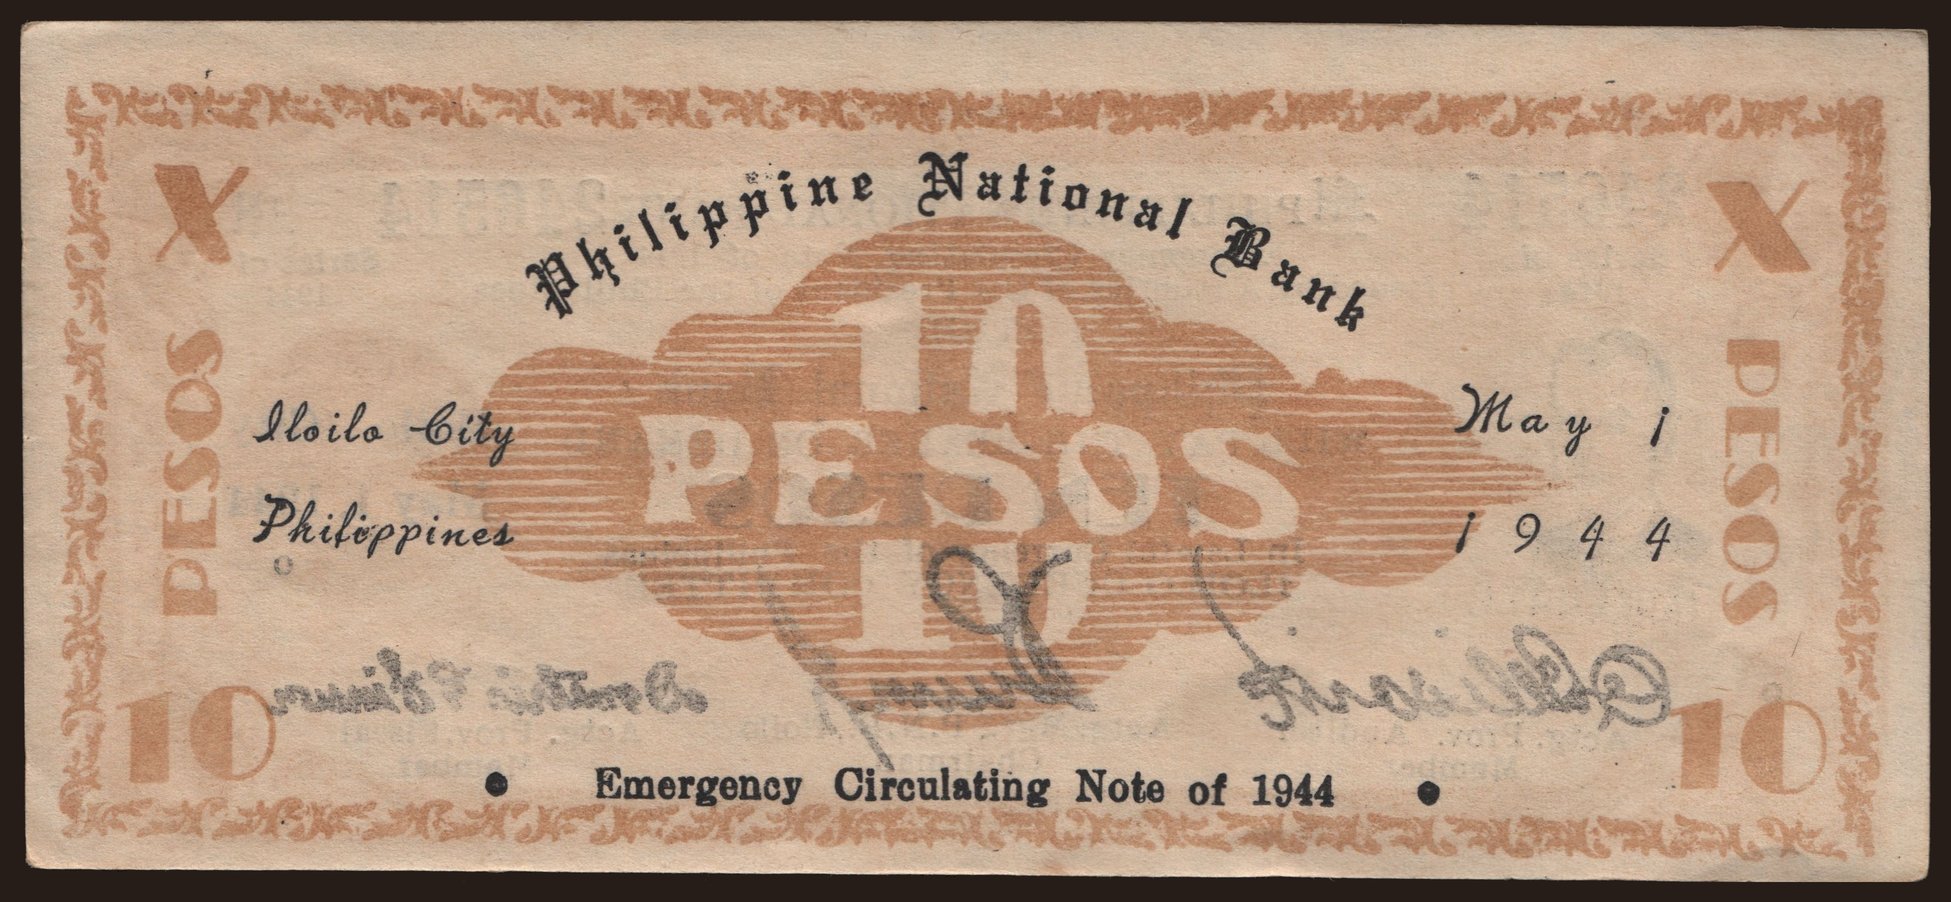 Philippine National Bank
X
PESOS
10
X
PESOS
10
10
PESOS
10
Iloilo City
Philippines
May 1
1944
Emergency Circulating Note of 1944